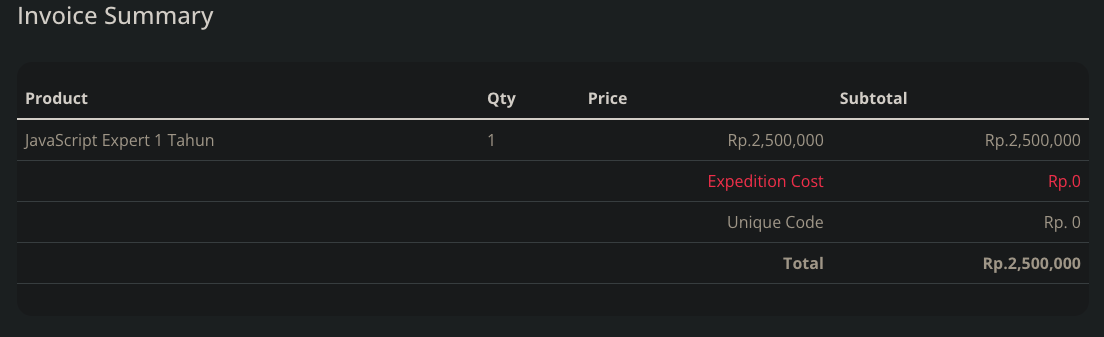 Invoice Summary
Product Qty Price Subtotal
JavaScript Expert 1 Tahun 1 Rp.2,500,000 Rp.2,500,000
Expedition Cost Rp.0
Unique Code Rp. 0
Total Rp.2,500,000